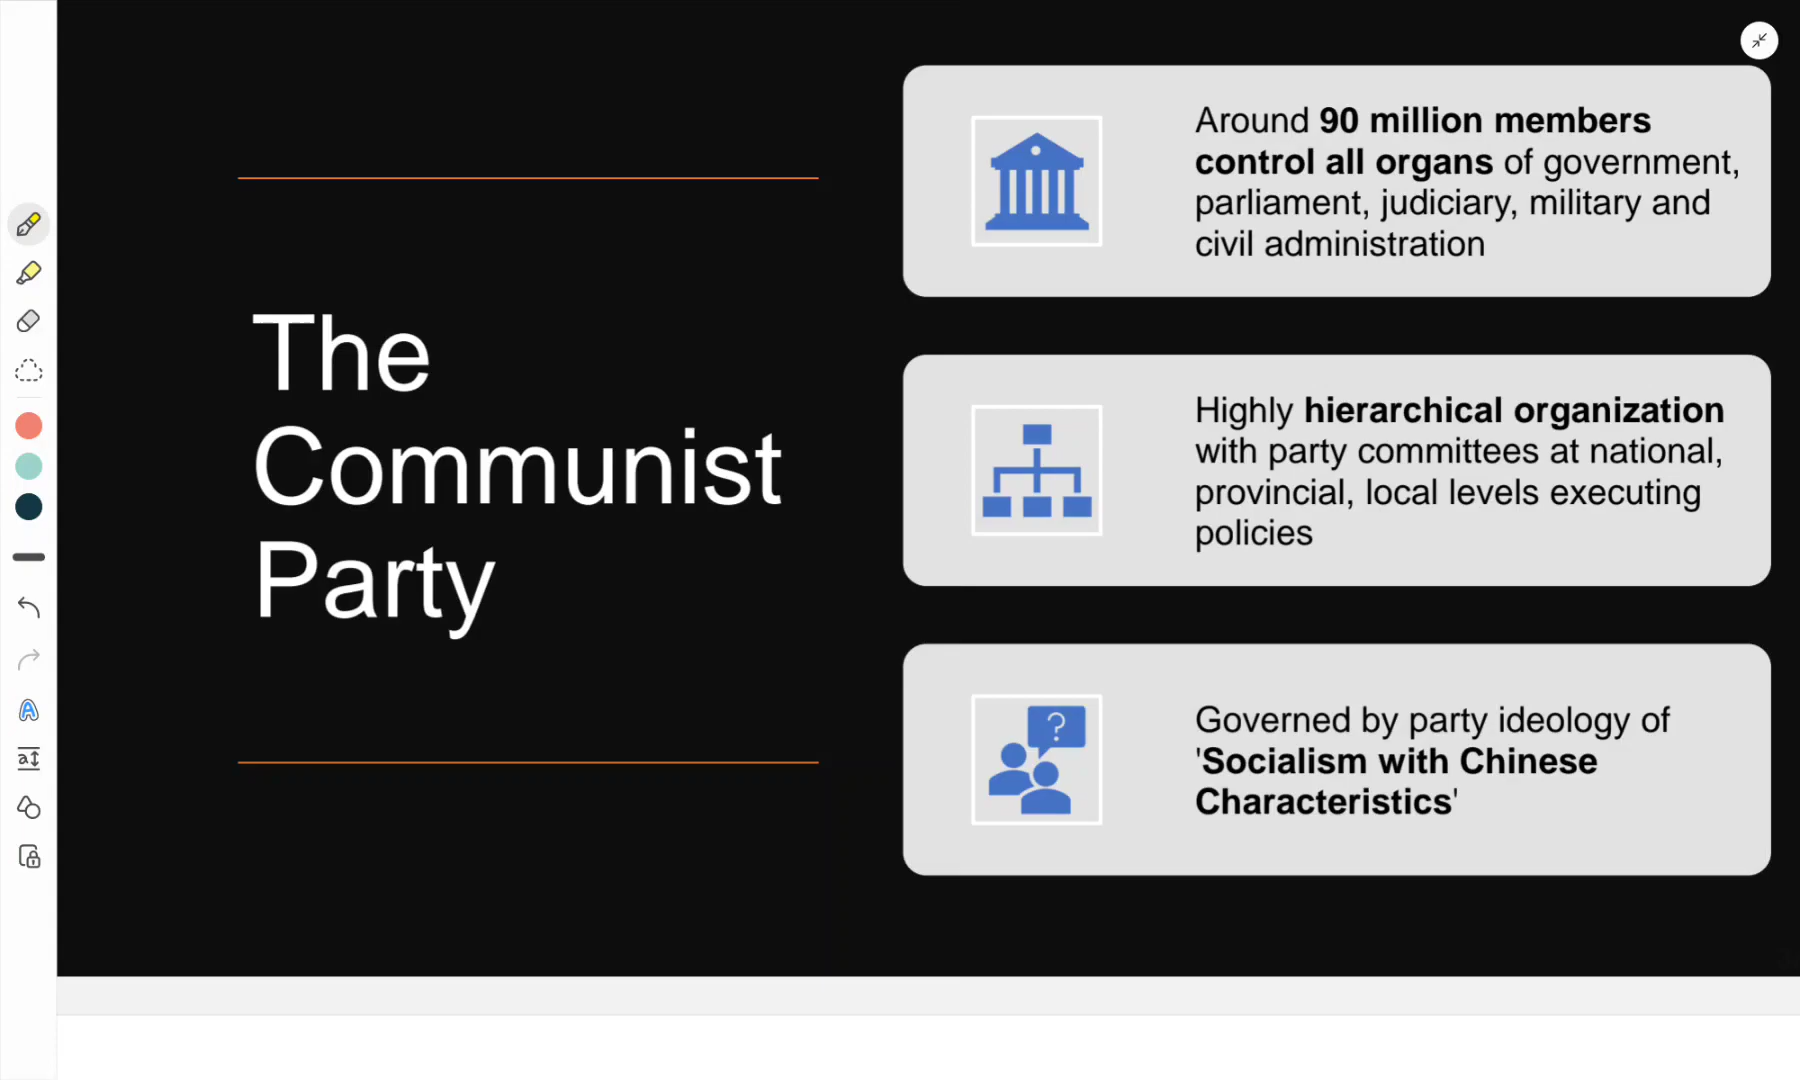 The
Communist
Party
Around 90 million members
control all organs of government,
parliament, judiciary, military and
civil administration
Highly hierarchical organization
with party committees at national,
provincial, local levels executing
policies
?
Governed by party ideology of
'Socialism with Chinese
Characteristics'
A
a